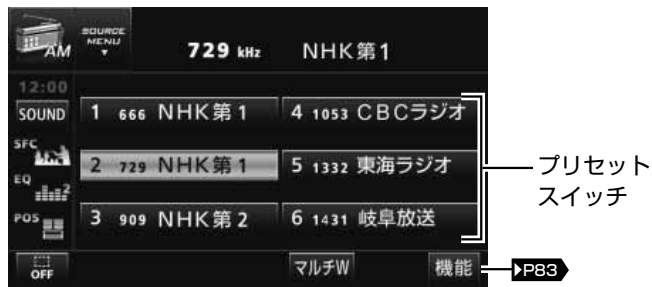 AM
SOURCE
MENU
729 kHz NHK第1
12:00
SOUND
SFC
EQ
2
POS
OFF
1 666 NHK第1
2 729 NHK第1
3 909 NHK第2
4 1053 CBCラジオ
5 1332 東海ラジオ
6 1431 岐阜放送
マルチW
機能
プリセット
スイッチ
P83